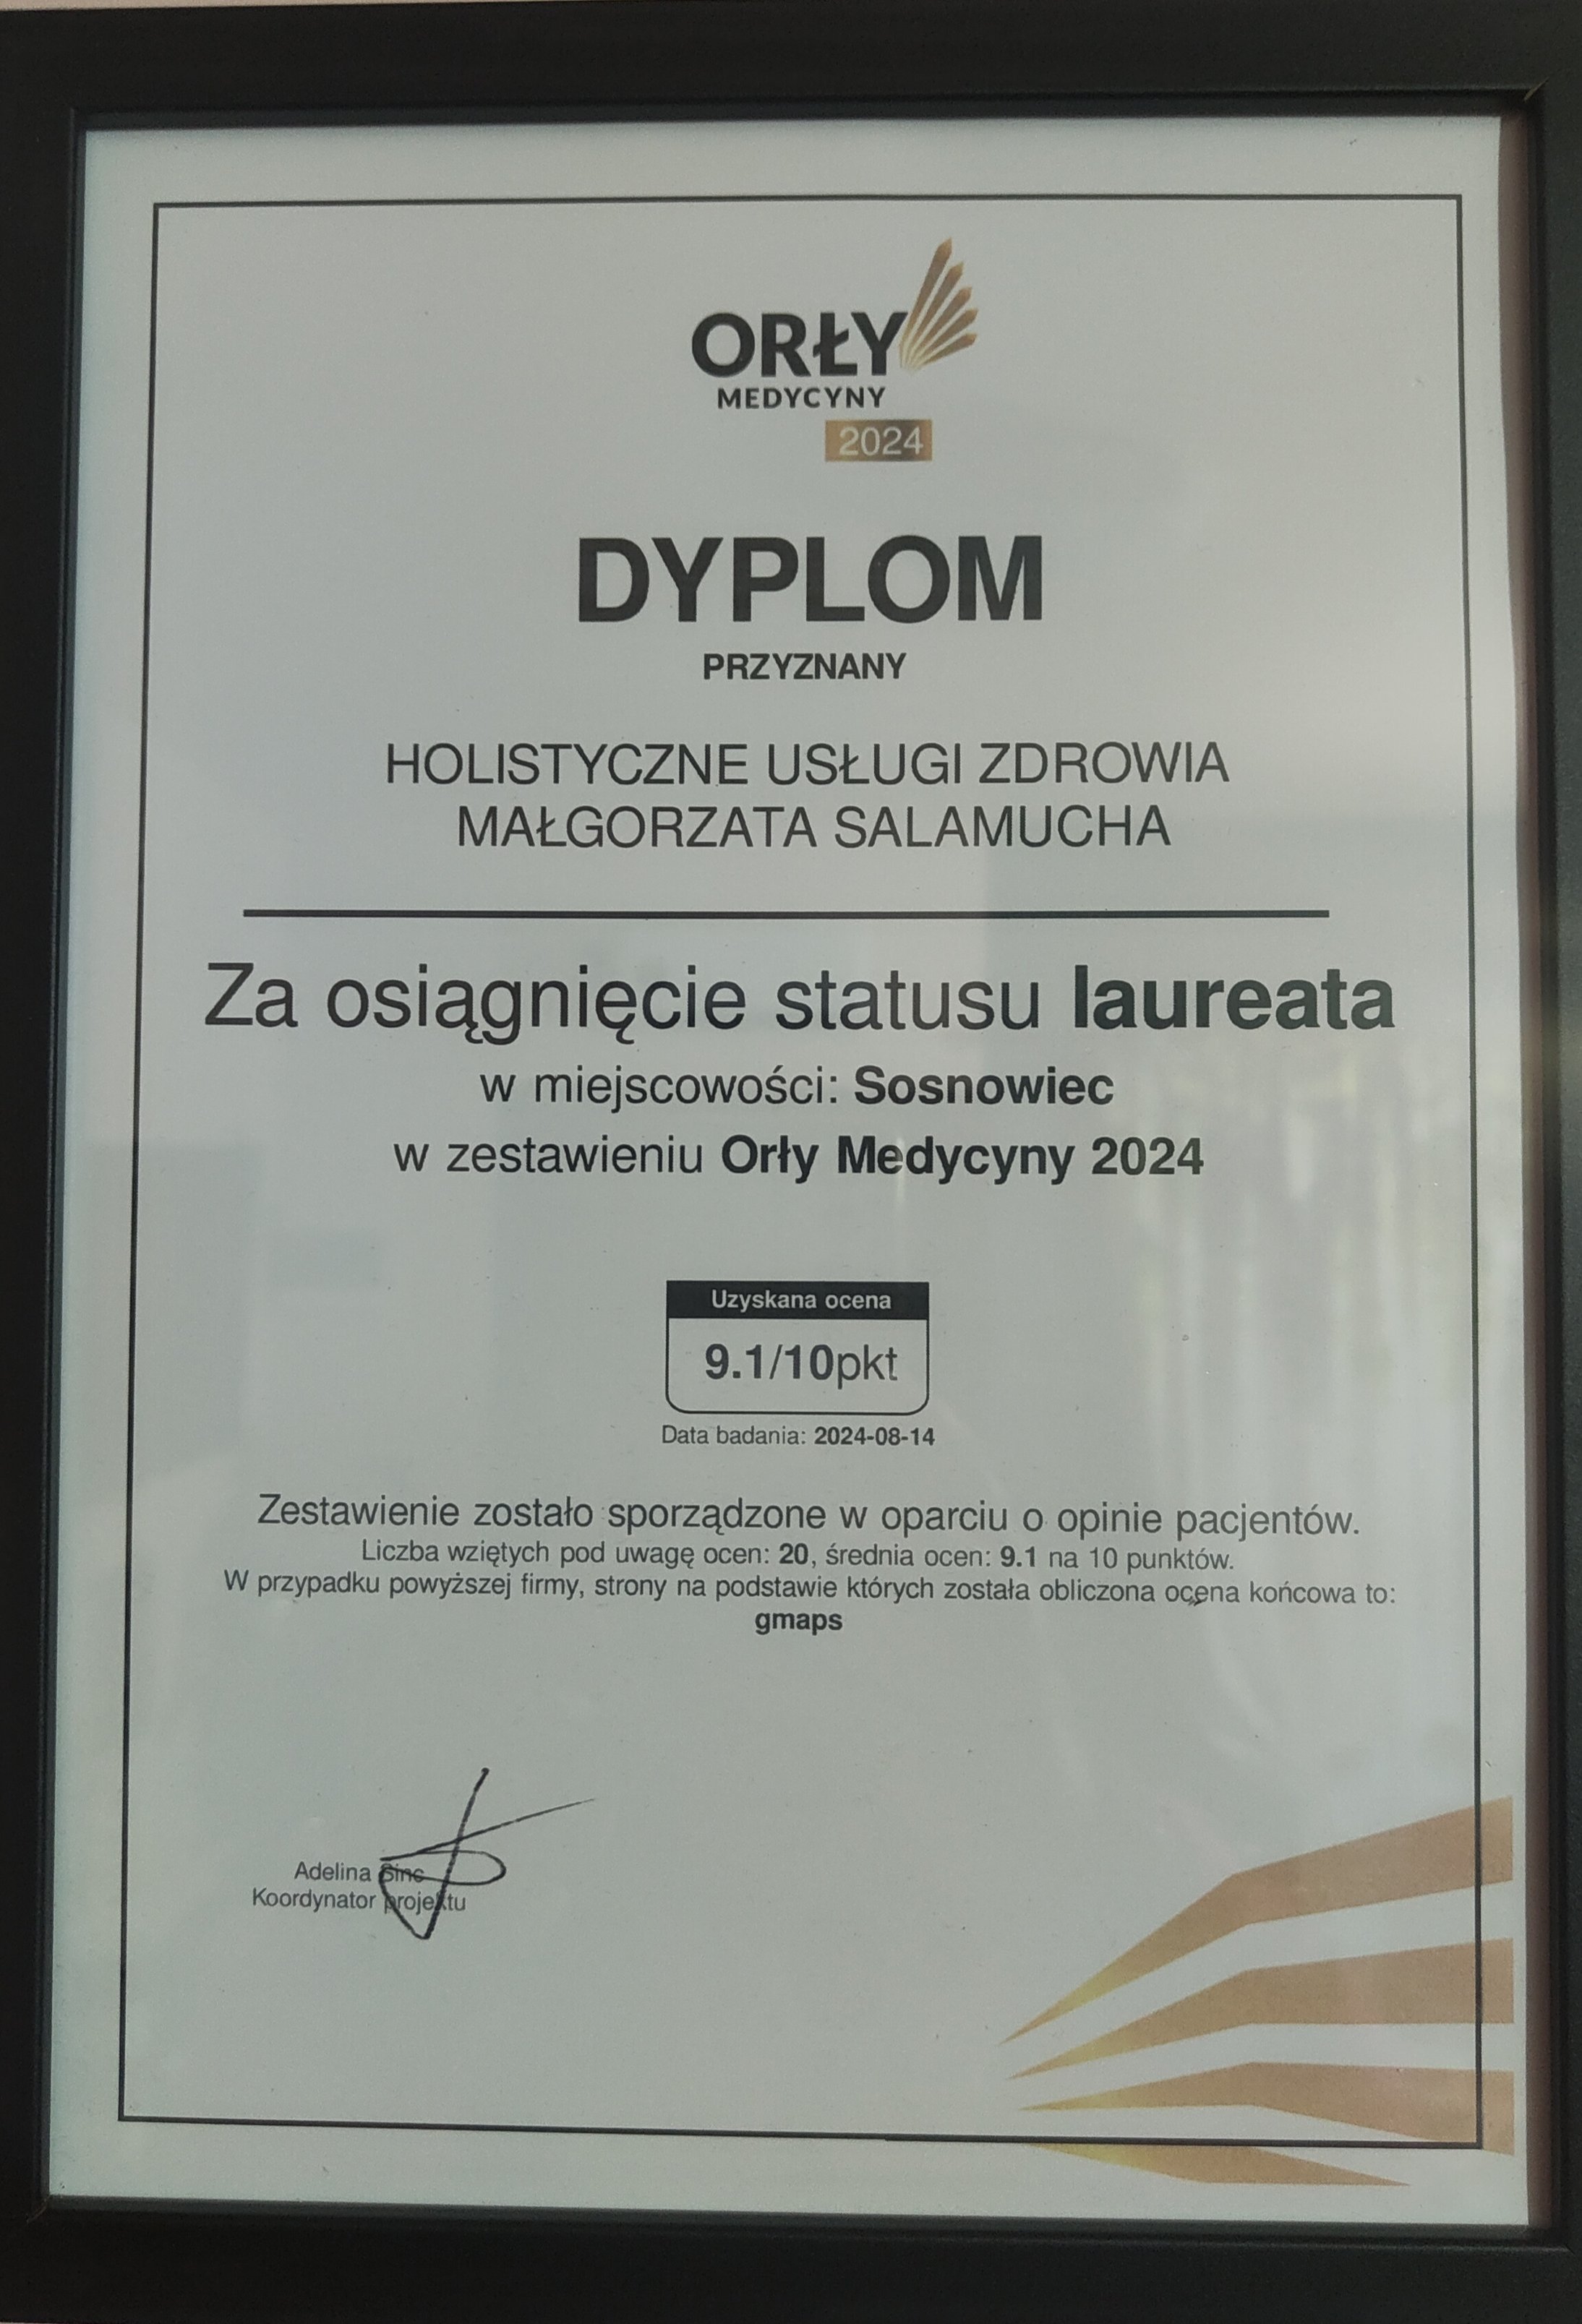 ORŁY
MEDYCYNY
2024
DYPLOM
PRZYZNANY
HOLISTYCZNE USŁUGI ZDROWIA
MAŁGORZATA SALAMUCHA
Za osiągnięcie statusu laureata
w miejscowości: Sosnowiec
w zestawieniu Orły Medycyny 2024
Uzyskana ocena
9.1/10pkt
Data badania: 2024-08-14
Zestawienie zostało sporządzone w oparciu o opinie pacjentów.
Liczba wziętych pod uwagę ocen: 20, średnia ocen: 9.1 na 10 punktów.
W przypadku powyższej firmy, strony na podstawie których została obliczona ocena końcowa to:
gmaps
Adelina
Koordynator projektu